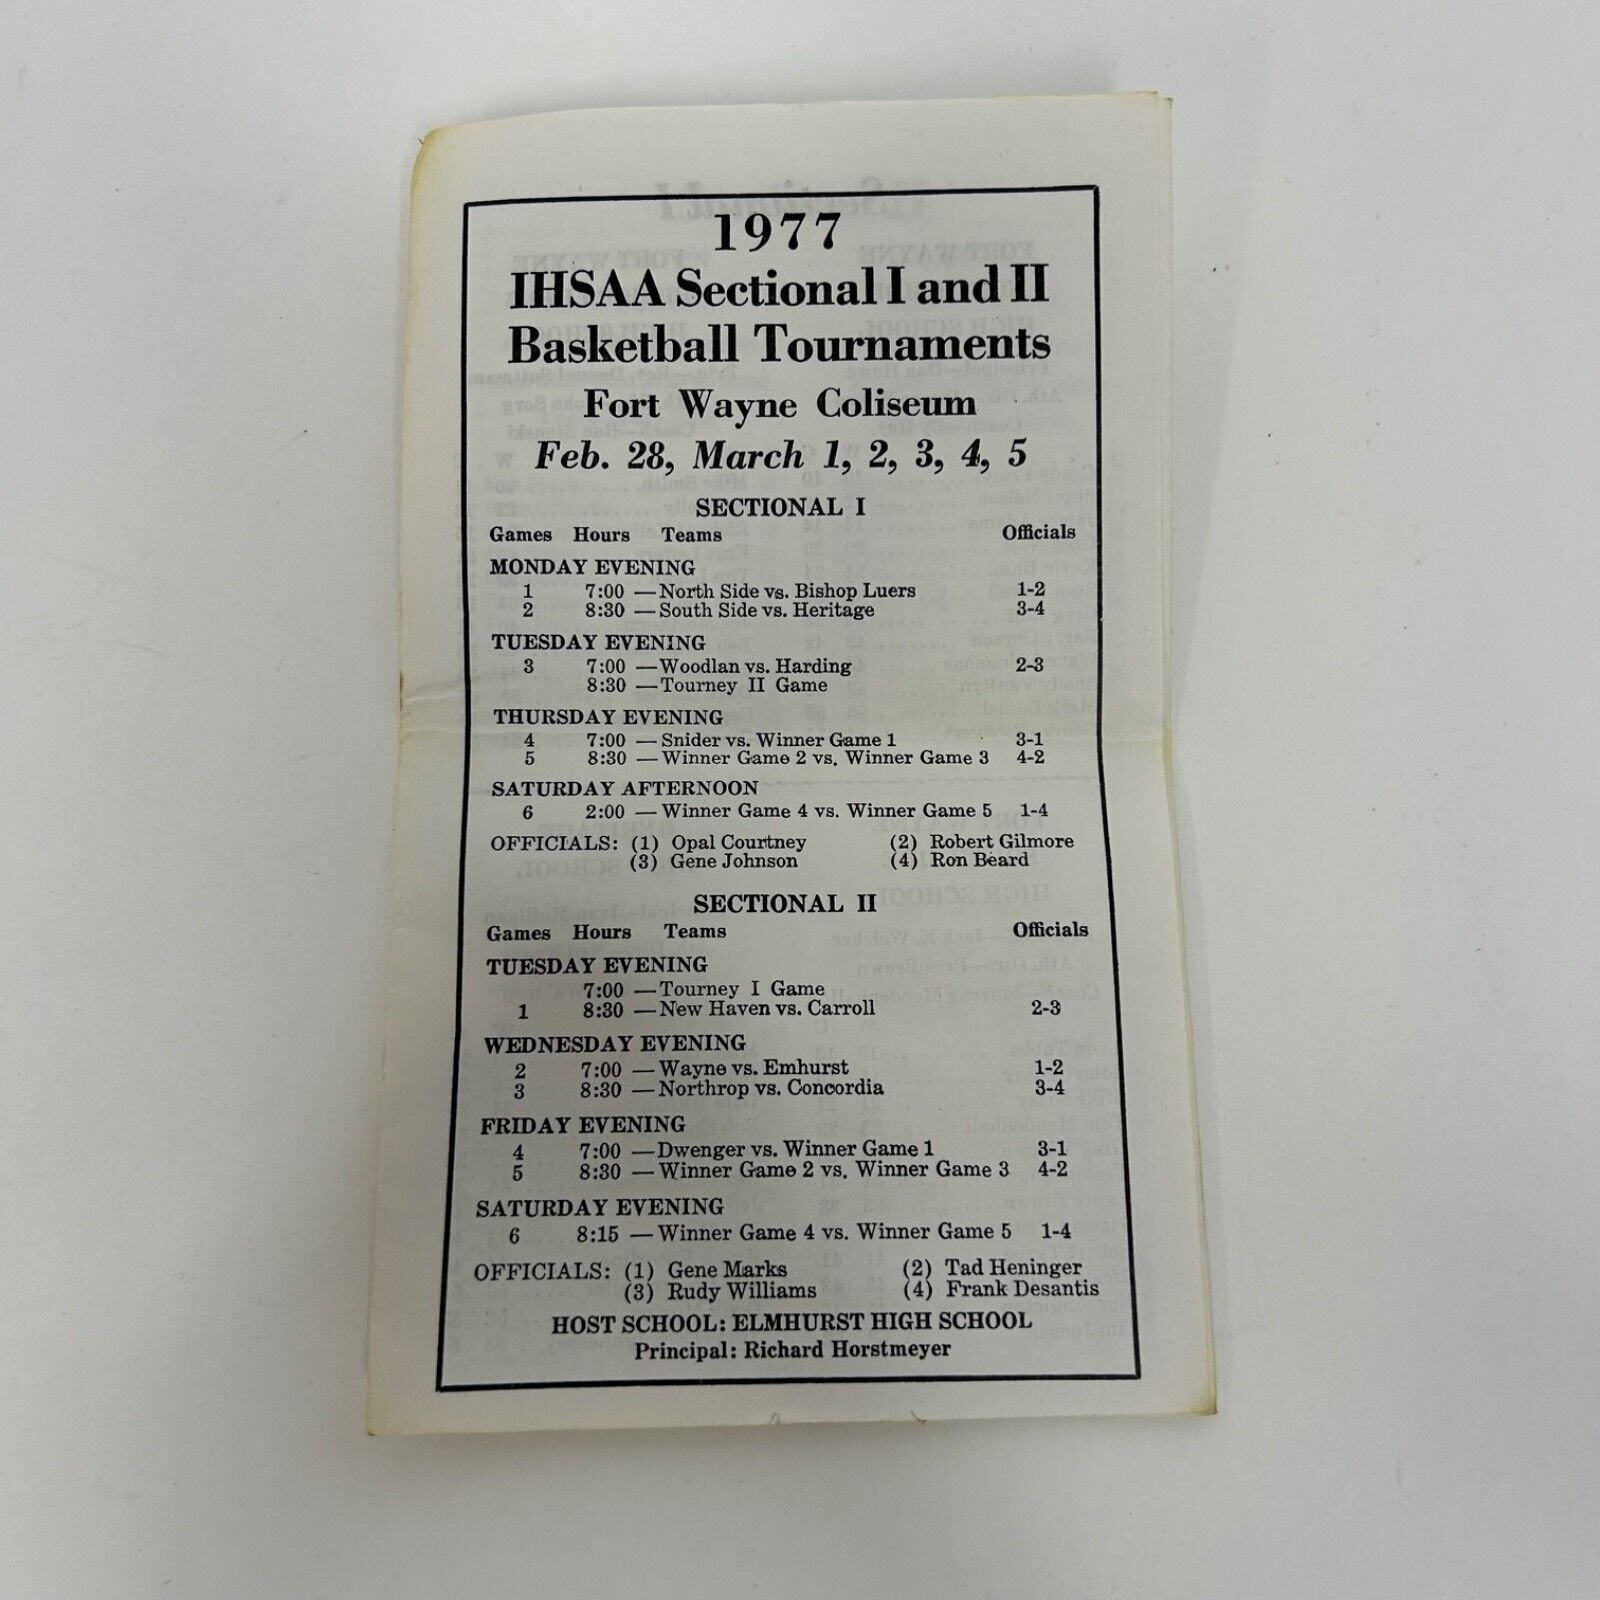 1977
IHSAA Sectional I and II
Basketball Tournaments
Fort Wayne Coliseum
Feb. 28, March 1, 2, 3, 4, 5
SECTIONAL I
Games Hours Teams Officials
MONDAY EVENING
1 7:00 — North Side vs. Bishop Luers 1-2
2 8:30 — South Side vs. Heritage 3-4
TUESDAY EVENING
3 7:00 — Woodlan vs. Harding 2-3
8:30 — Tourney II Game
THURSDAY EVENING
4 7:00 — Snider vs. Winner Game 1 3-1
5 8:30 — Winner Game 2 vs. Winner Game 3 4-2
SATURDAY AFTERNOON
6 2:00 — Winner Game 4 vs. Winner Game 5 1-4
OFFICIALS: (1) Opal Courtney (2) Robert Gilmore
(3) Gene Johnson (4) Ron Beard
SECTIONAL II
Games Hours Teams Officials
TUESDAY EVENING
7:00 — Tourney I Game
1 8:30 — New Haven vs. Carroll 2-3
WEDNESDAY EVENING
2 7:00 — Wayne vs. Emhurst 1-2
3 8:30 — Northrop vs. Concordia 3-4
FRIDAY EVENING
4 7:00 — Dwenger vs. Winner Game 1 3-1
5 8:30 — Winner Game 2 vs. Winner Game 3 4-2
SATURDAY EVENING
6 8:15 — Winner Game 4 vs. Winner Game 5 1-4
OFFICIALS: (1) Gene Marks (2) Tad Heninger
(3) Rudy Williams (4) Frank Desantis
HOST SCHOOL: ELMHURST HIGH SCHOOL
Principal: Richard Horstmeyer